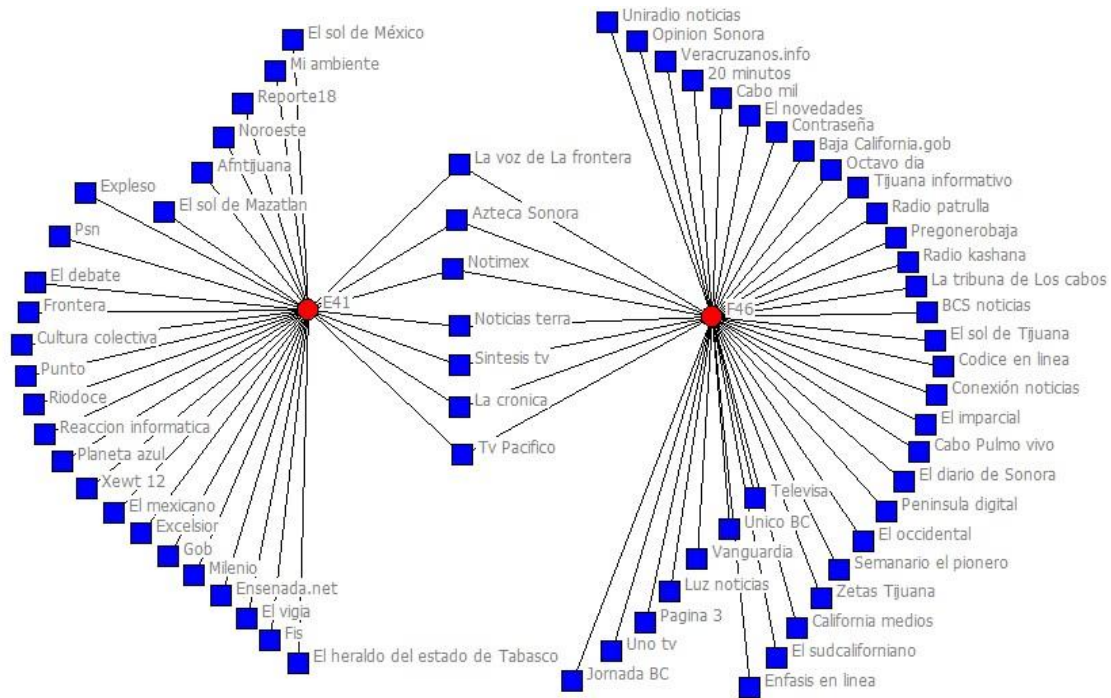 El sol de México
Mi ambiente
Reporte18
Noroeste
Afntijuana
Expleso
El sol de Mazatlan
Psn
El debate
Frontera
Cultura colectiva
Punto
Riodoce
Reaccion informatica
Planeta azul
Xewt 12
El mexicano
Excelsior
Gob
Milenio
Ensenada.net
El vigia
Fis
El heraldo del estado de Tabasco
E41
La voz de La frontera
Azteca Sonora
Notimex
Noticias terra
Sintesis tv
La cronica
Tv Pacifico
F46
Uniradio noticias
Opinion Sonora
Veracruzanos.info
20 minutos
Cabo mil
El novedades
Contraseña
Baja California.gob
Octavo dia
Tijuana informativo
Radio patrulla
Pregonerobaja
Radio kashana
La tribuna de Los cabos
BCS noticias
El sol de Tijuana
Codice en linea
Conexión noticias
El imparcial
Cabo Pulmo vivo
El diario de Sonora
Peninsula digital
El occidental
Semanario el pionero
Zetas Tijuana
California medios
El sudcaliforniano
Enfasis en linea
Televisa
Unico BC
Vanguardia
Luz noticias
Pagina 3
Uno tv
Jornada BC